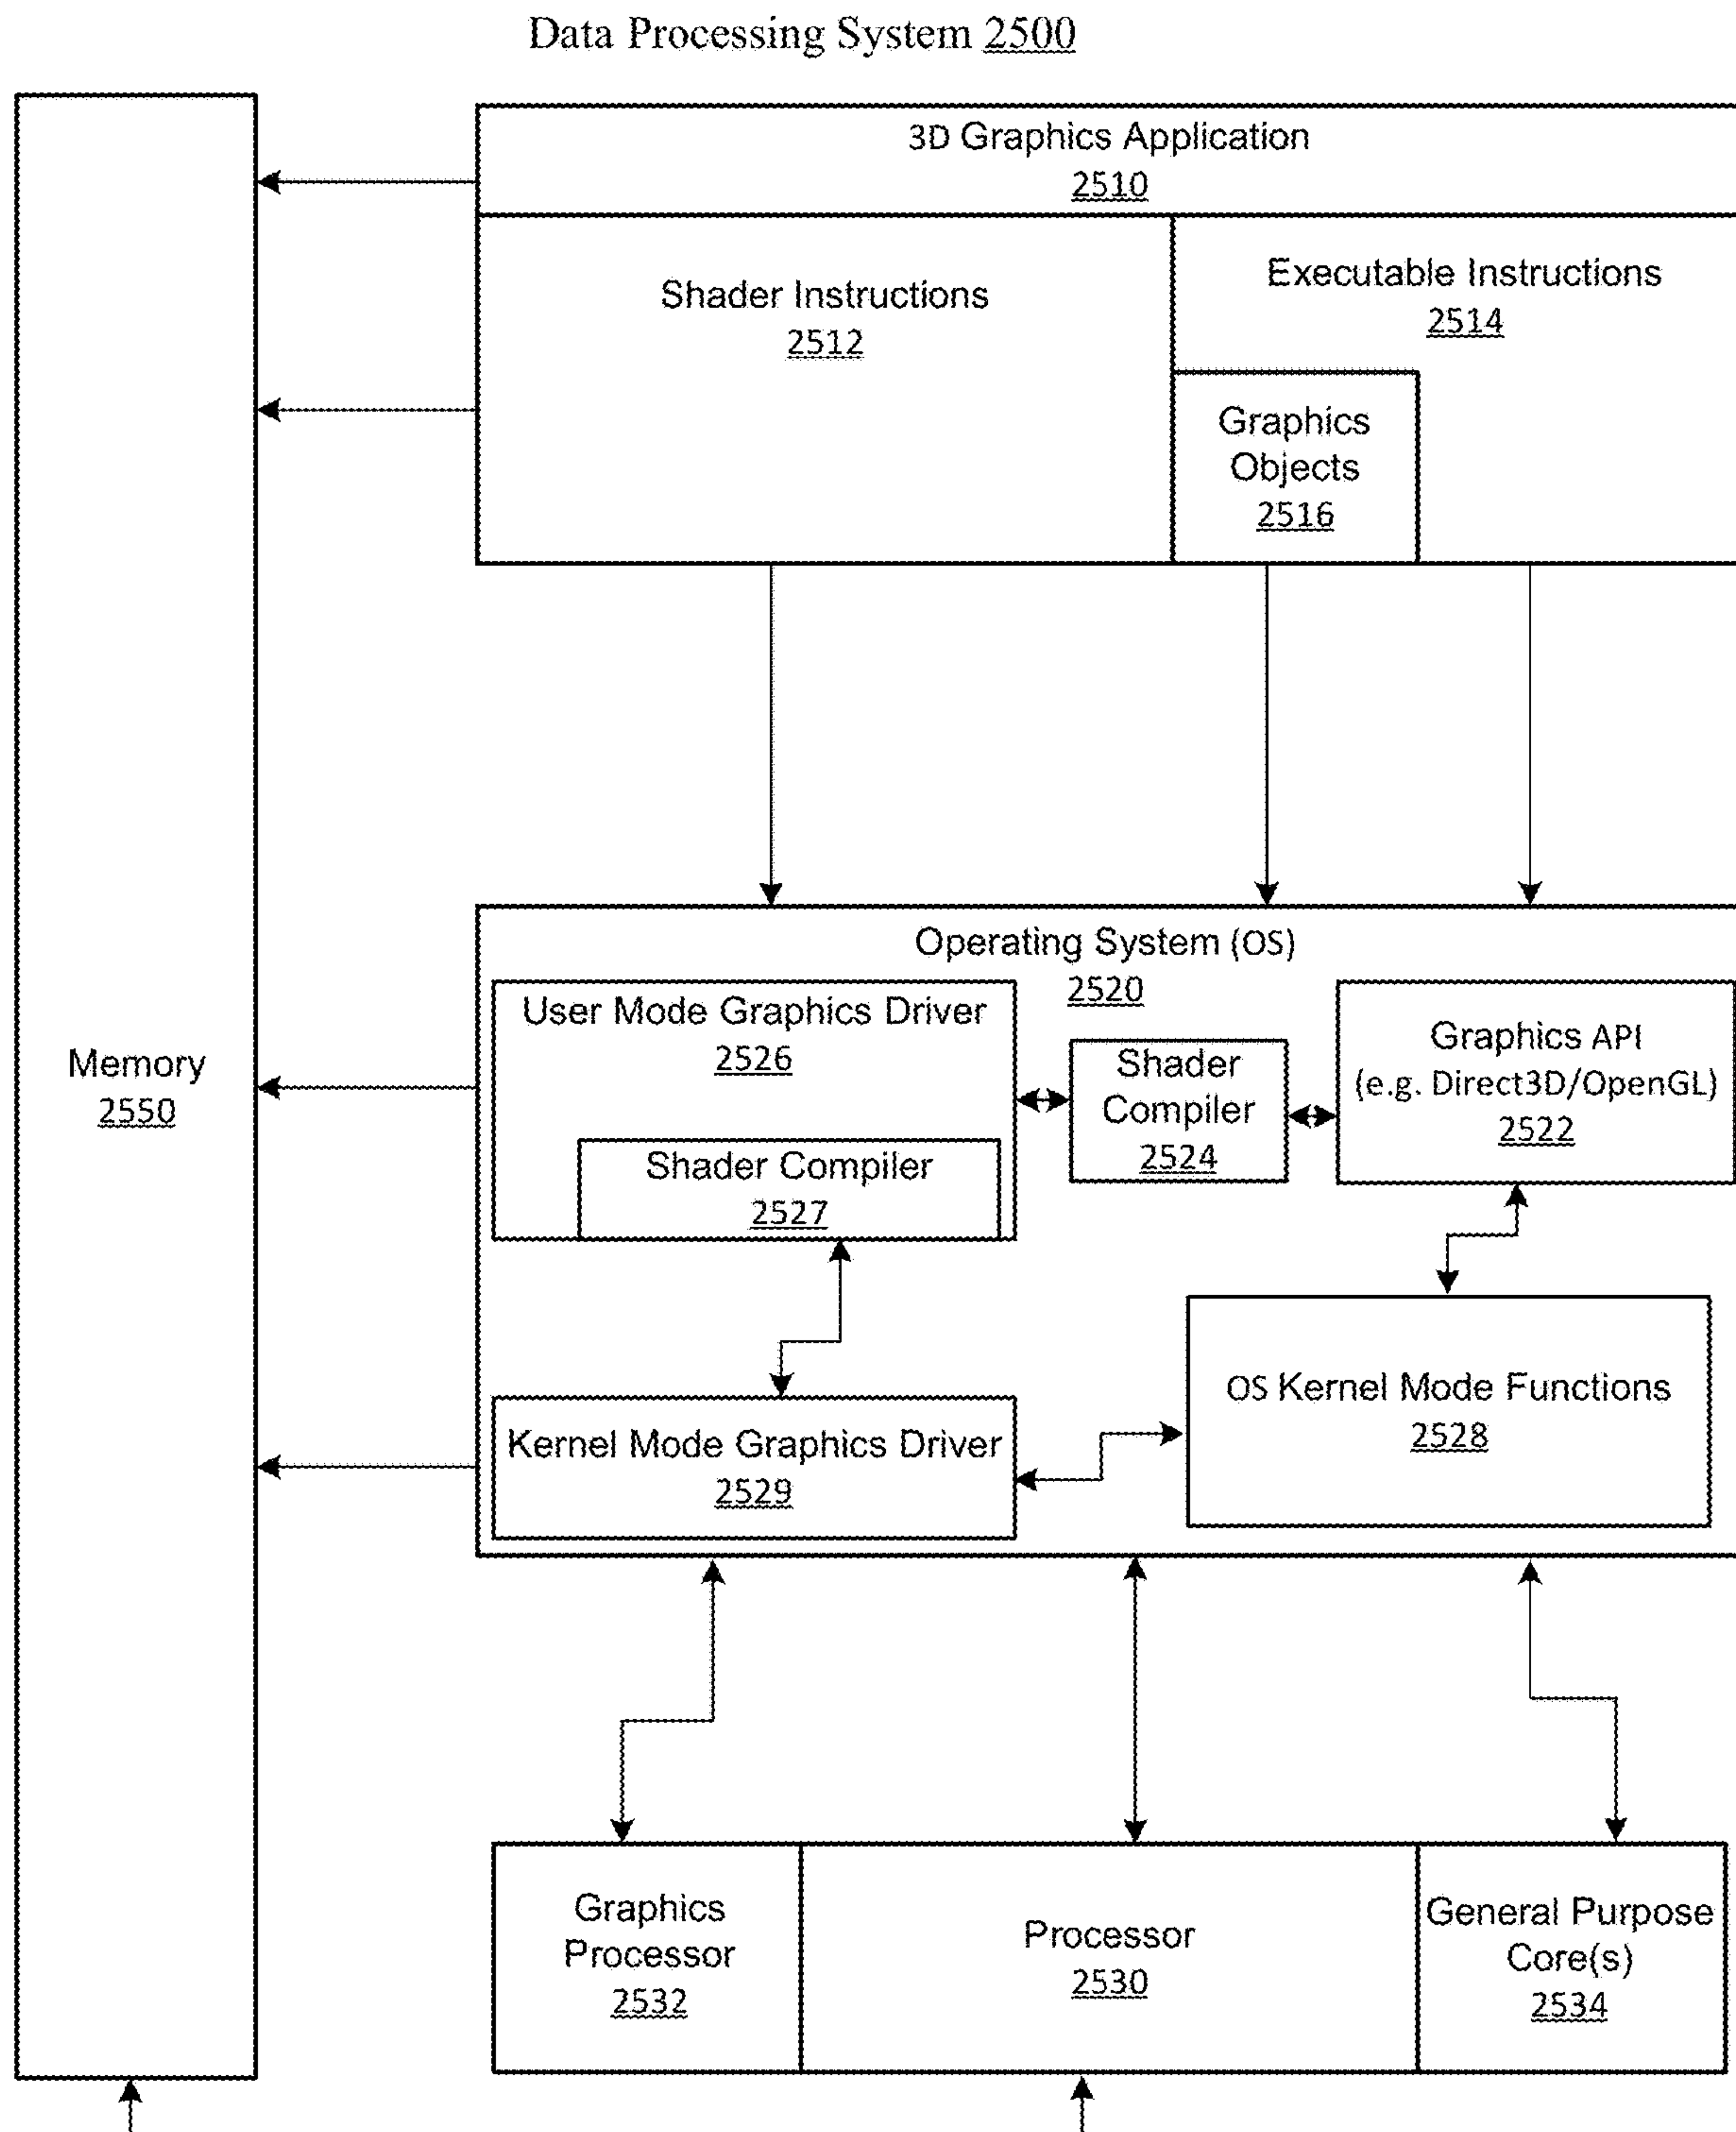 Data Processing System 2500
3D Graphics Application
2510
Shader Instructions
2512
Executable Instructions
2514
Graphics
Objects
2516
Operating System (OS)
2520
User Mode Graphics Driver
2526
Shader Compiler
2527
Shader
Compiler
2524
Graphics API
(e.g. Direct3D/OpenGL)
2522
Memory
2550
OS Kernel Mode Functions
2528
Kernel Mode Graphics Driver
2529
Graphics
Processor
2532
Processor
2530
General Purpose
Core(s)
2534